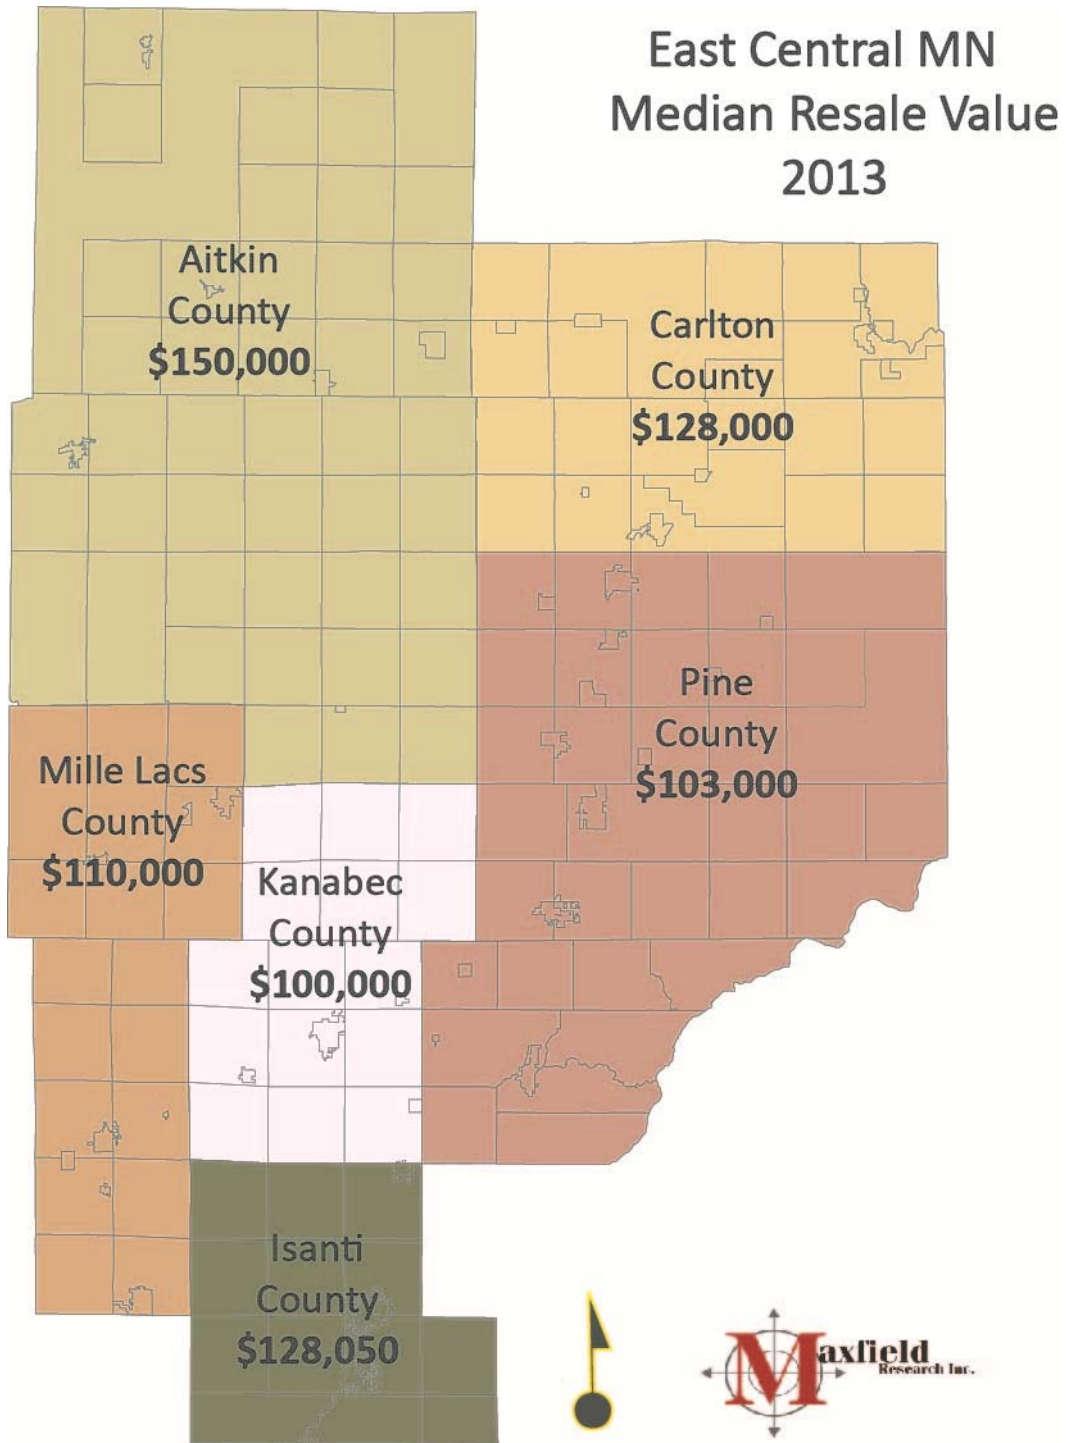 East Central MN
Median Resale Value
2013
Aitkin
County
$150,000
Carlton
County
$128,000
Pine
County
$103,000
Mille Lacs
County
$110,000
Kanabec
County
$100,000
Isanti
County
$128,050
Maxfield
Research Inc.